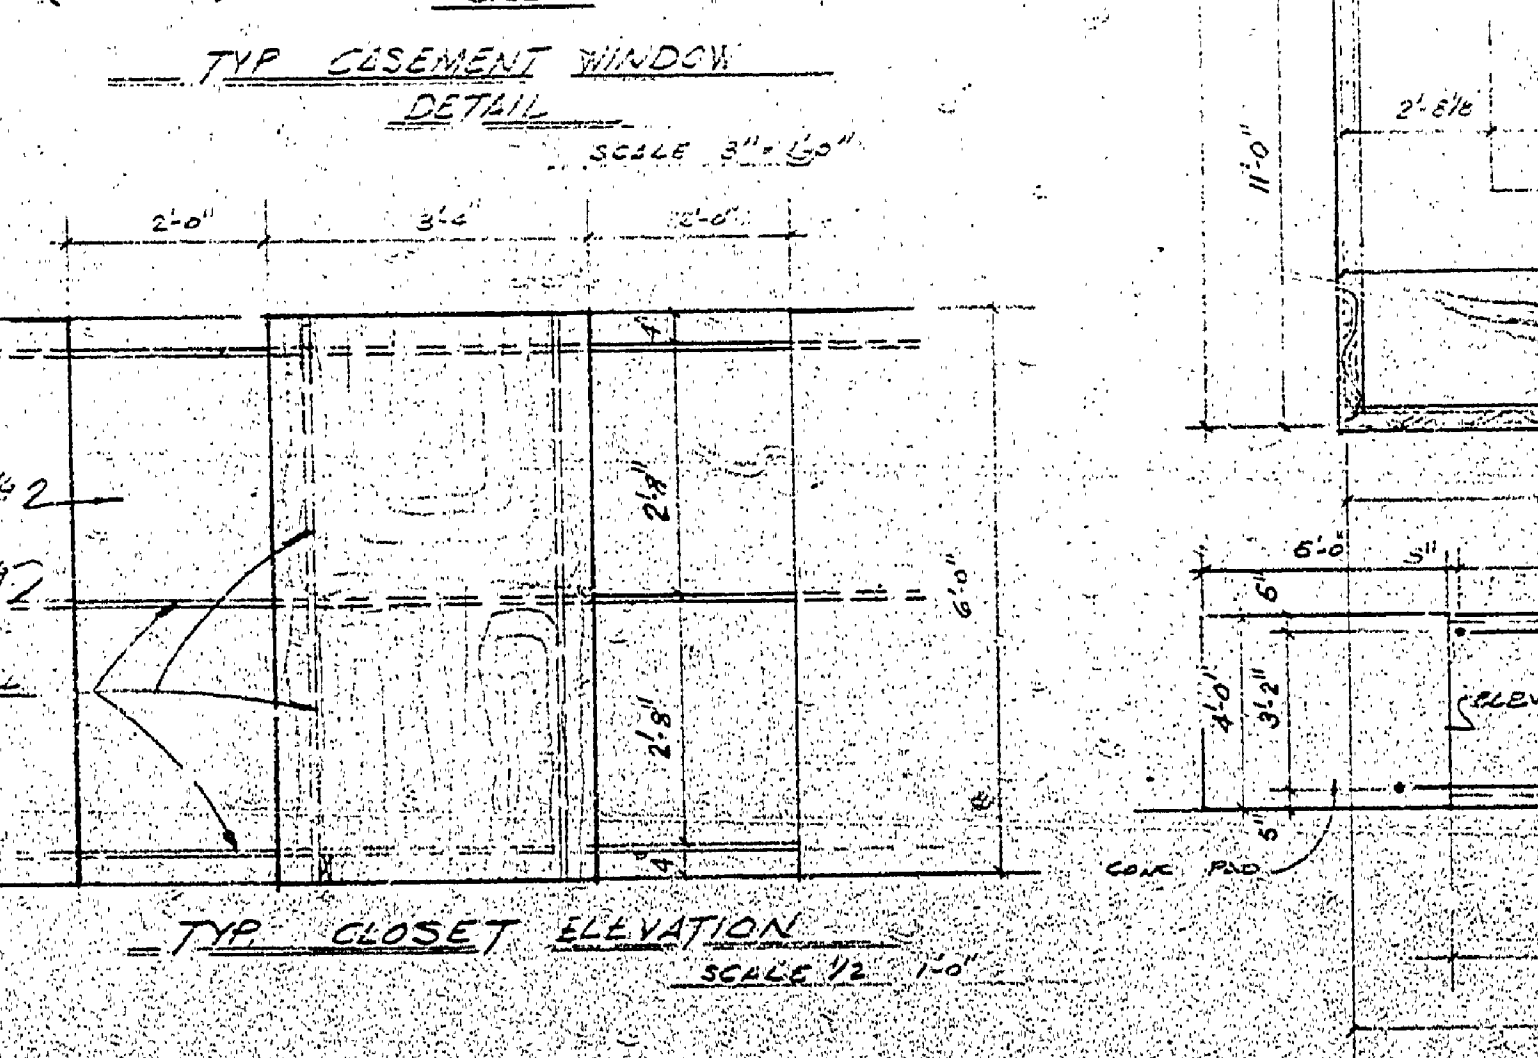 TYP. CASEMENT WINDOW
DETAIL
SCALE 3" = 1'-0"
2'-0" 3'-4" 2'-0"
4"
2'-8"
6'-0"
2'-8"
4"
TYP. CLOSET ELEVATION
SCALE 1/2 1'-0"
2'-8 1/8
11'-0"
5"
6"
4'-0"
3'-2"
5"
CONC PAD